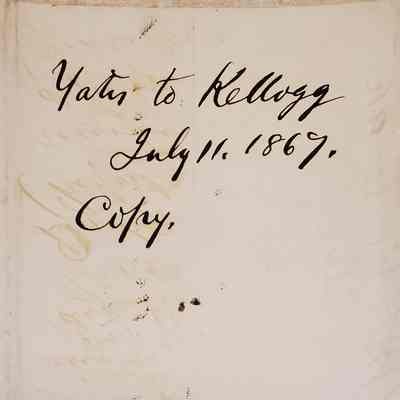 Yates to Kellogg
July 11. 1867.
Copy.